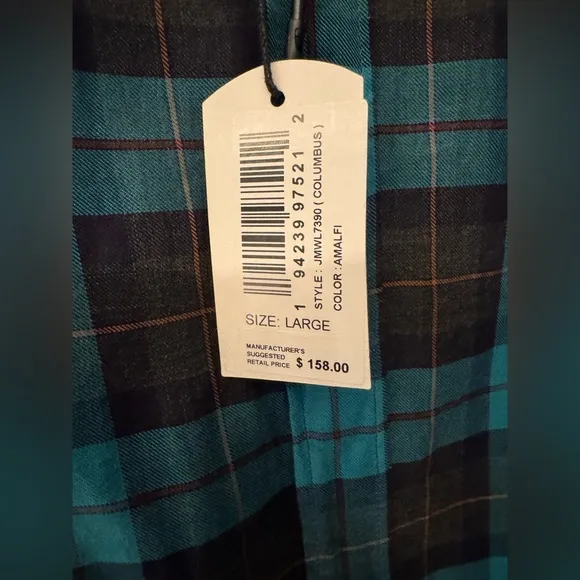 1 94239 97521 2
STYLE : JMWL7390 ( COLUMBUS )
COLOR : AMALFI
SIZE: LARGE
MANUFACTURER'S
SUGGESTED
RETAIL PRICE $ 158.00